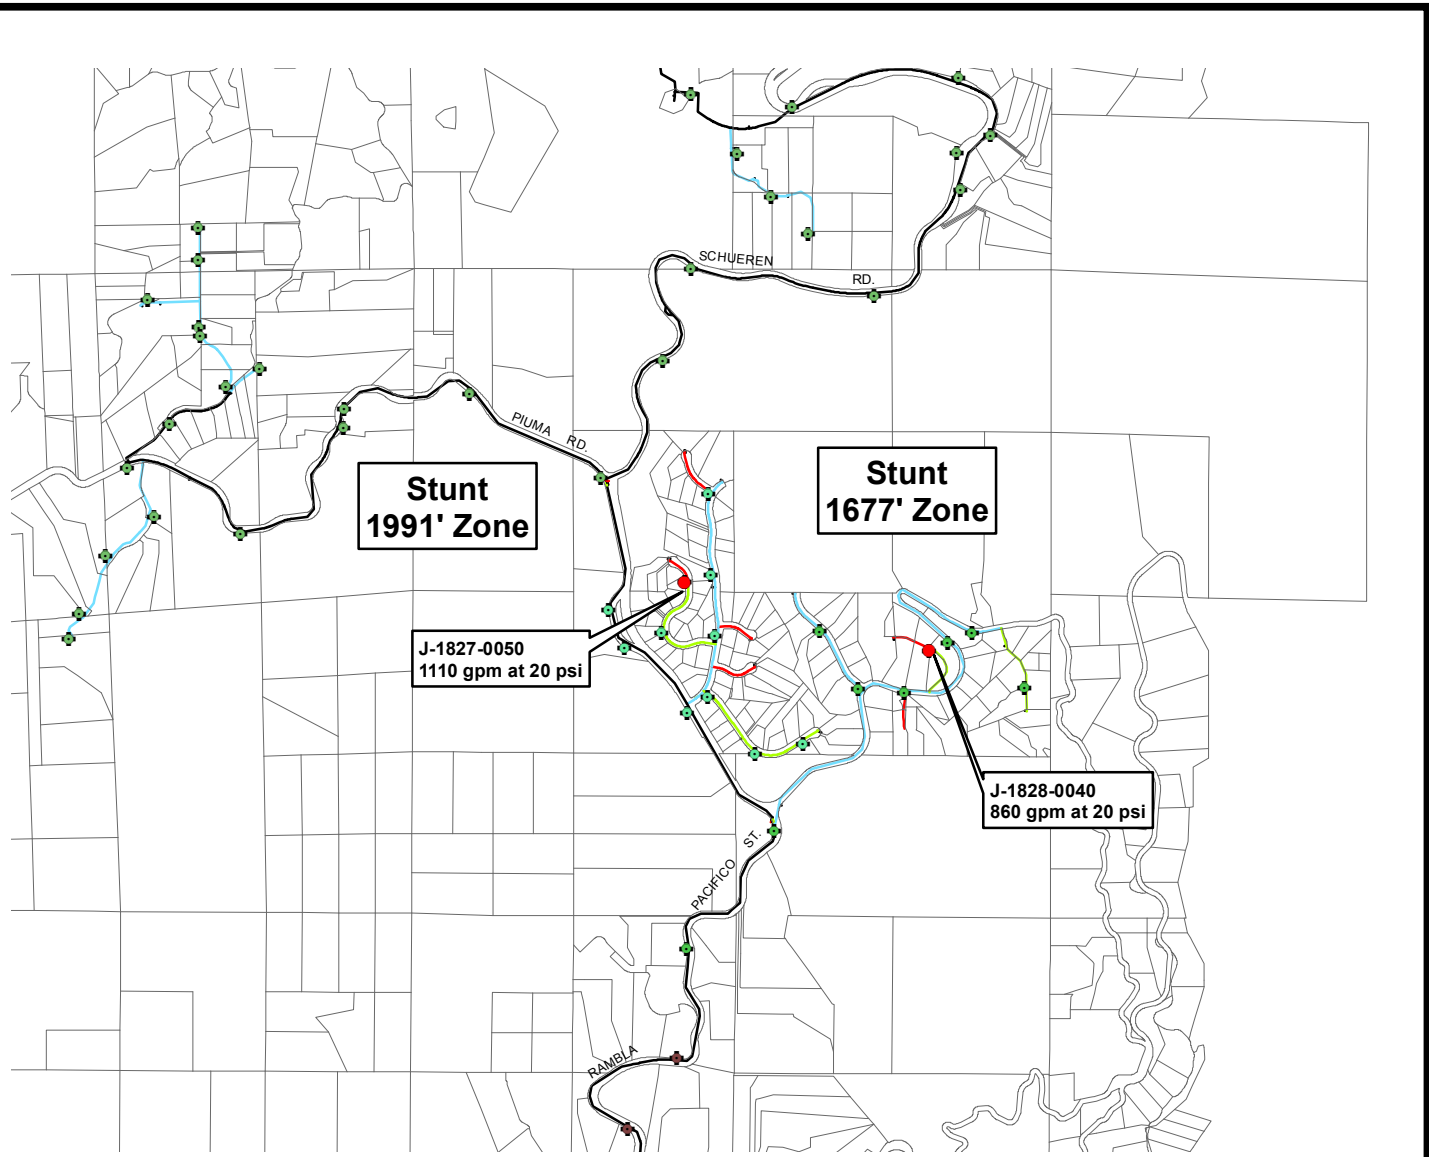 SCHUEREN
RD.
PIUMA RD.
Stunt
1991' Zone
Stunt
1677' Zone
J-1827-0050
1110 gpm at 20 psi
J-1828-0040
860 gpm at 20 psi
PACIFICO ST.
RAMBLA